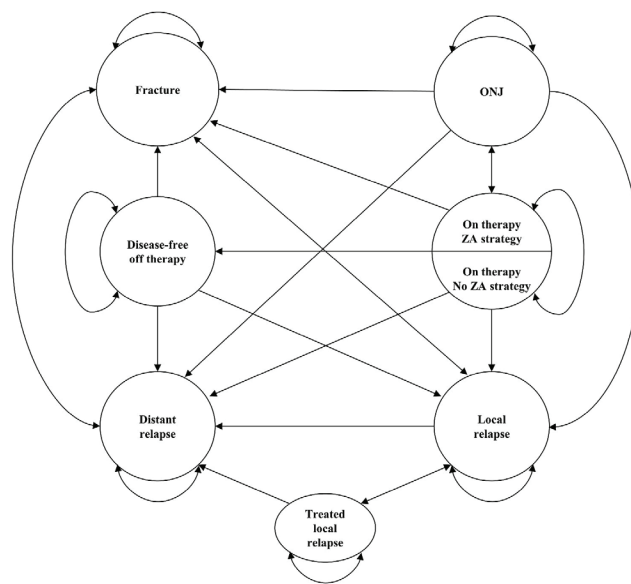 Fracture
ONJ
Disease-free
off therapy
On therapy
ZA strategy
On therapy
No ZA strategy
Distant
relapse
Local
relapse
Treated
local
relapse